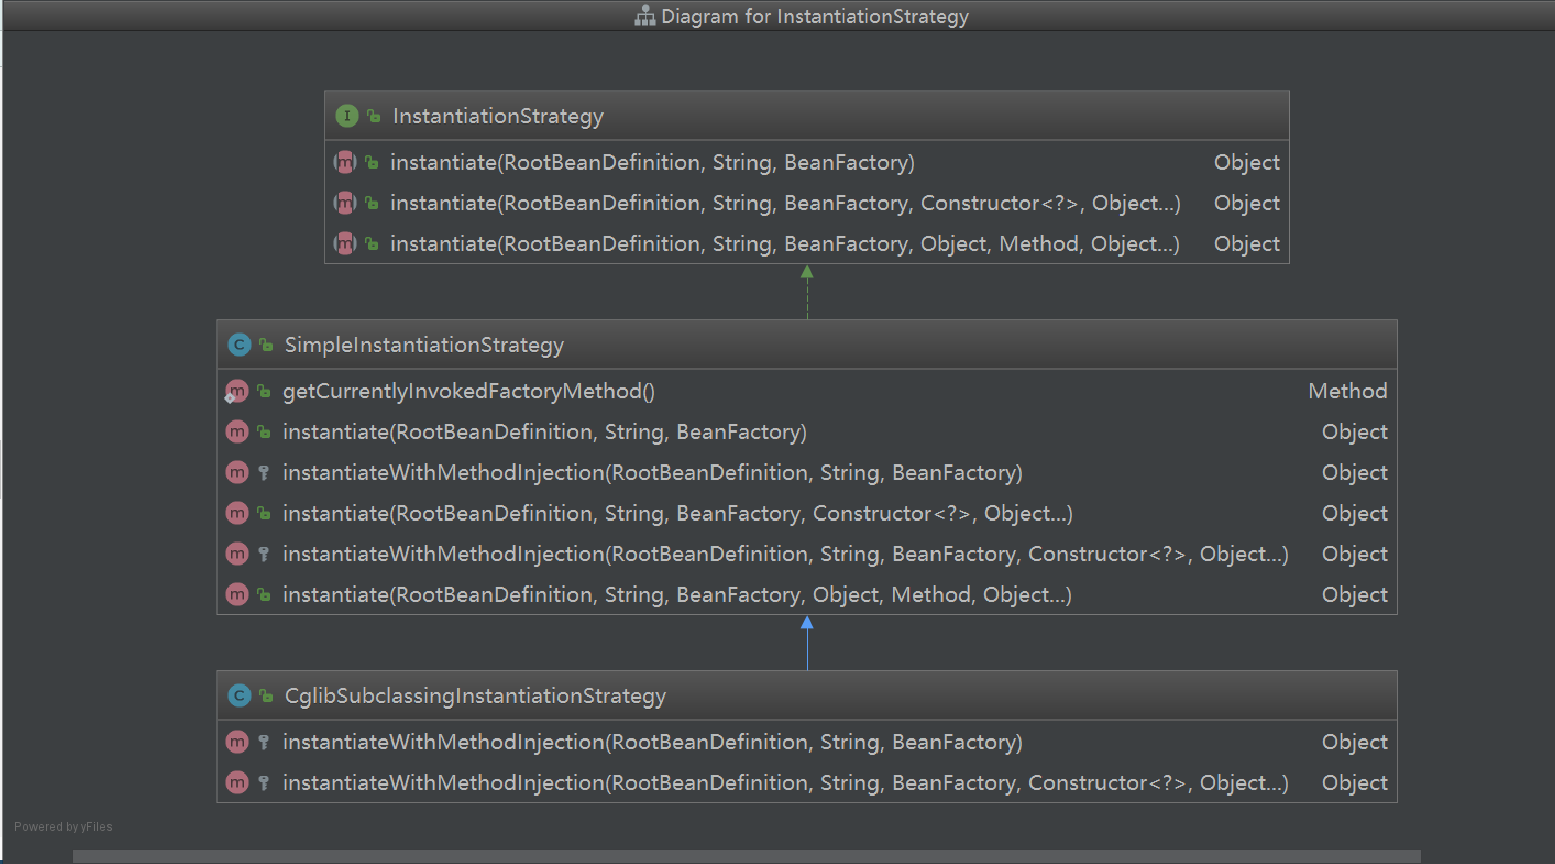 Diagram for InstantiationStrategy
I InstantiationStrategy
m instantiate(RootBeanDefinition, String, BeanFactory) Object
m instantiate(RootBeanDefinition, String, BeanFactory, Constructor<?>, Object...) Object
m instantiate(RootBeanDefinition, String, BeanFactory, Object, Method, Object...) Object
C SimpleInstantiationStrategy
m getCurrentlyInvokedFactoryMethod() Method
m instantiate(RootBeanDefinition, String, BeanFactory) Object
m instantiateWithMethodInjection(RootBeanDefinition, String, BeanFactory) Object
m instantiate(RootBeanDefinition, String, BeanFactory, Constructor<?>, Object...) Object
m instantiateWithMethodInjection(RootBeanDefinition, String, BeanFactory, Constructor<?>, Object...) Object
m instantiate(RootBeanDefinition, String, BeanFactory, Object, Method, Object...) Object
C CglibSubclassingInstantiationStrategy
m instantiateWithMethodInjection(RootBeanDefinition, String, BeanFactory) Object
m instantiateWithMethodInjection(RootBeanDefinition, String, BeanFactory, Constructor<?>, Object...) Object
Powered by yFiles